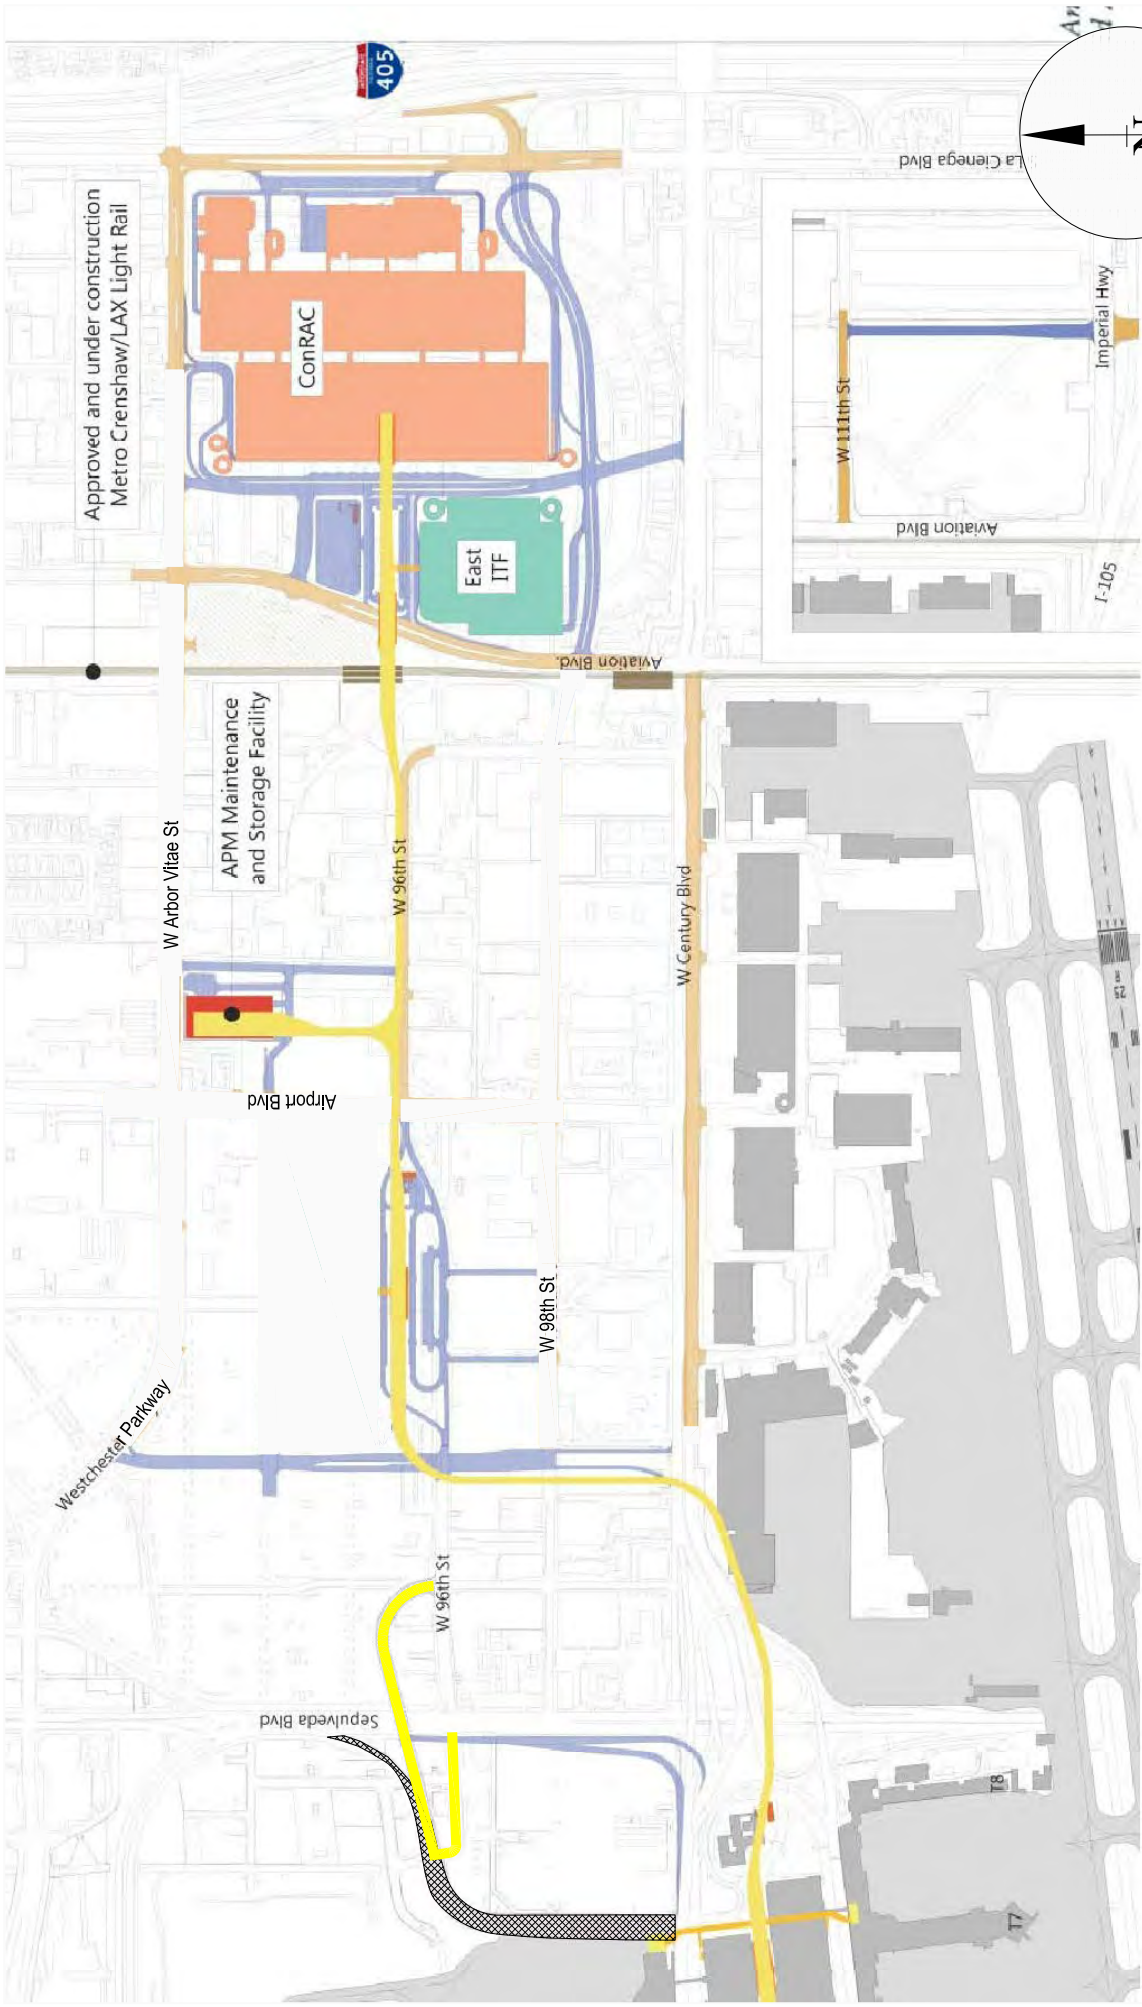 Approved and under construction
Metro Crenshaw/LAX Light Rail
INTERSTATE
405
La Cienega Blvd
N
ConRAC
East
ITF
W 111th St
Aviation Blvd
Imperial Hwy
I-105
Aviation Blvd.
APM Maintenance
and Storage Facility
W Arbor Vitae St
W 96th St
W Century Blvd
Airport Blvd
W 98th St
Westchester Parkway
W 96th St
Sepulveda Blvd
T8
T7